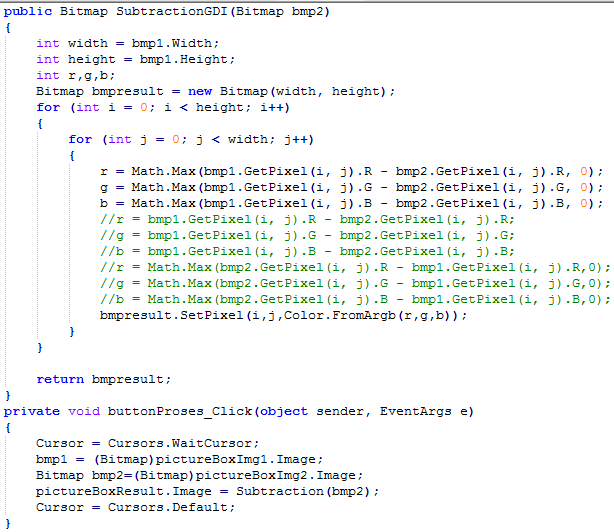 public Bitmap SubtractionGDI(Bitmap bmp2)
{
    int width = bmp1.Width;
    int height = bmp1.Height;
    int r,g,b;
    Bitmap bmpresult = new Bitmap(width, height);
    for (int i = 0; i < height; i++)
    {
        for (int j = 0; j < width; j++)
        {
            r = Math.Max(bmp1.GetPixel(i, j).R - bmp2.GetPixel(i, j).R, 0);
            g = Math.Max(bmp1.GetPixel(i, j).G - bmp2.GetPixel(i, j).G, 0);
            b = Math.Max(bmp1.GetPixel(i, j).B - bmp2.GetPixel(i, j).B, 0);
            //r = bmp1.GetPixel(i, j).R - bmp2.GetPixel(i, j).R;
            //g = bmp1.GetPixel(i, j).G - bmp2.GetPixel(i, j).G;
            //b = bmp1.GetPixel(i, j).B - bmp2.GetPixel(i, j).B;
            //r = Math.Max(bmp2.GetPixel(i, j).R - bmp1.GetPixel(i, j).R,0);
            //g = Math.Max(bmp2.GetPixel(i, j).G - bmp1.GetPixel(i, j).G,0);
            //b = Math.Max(bmp2.GetPixel(i, j).B - bmp1.GetPixel(i, j).B,0);
            bmpresult.SetPixel(i,j,Color.FromArgb(r,g,b));
        }
    }

    return bmpresult;
}
private void buttonProses_Click(object sender, EventArgs e)
{
    Cursor = Cursors.WaitCursor;
    bmp1 = (Bitmap)pictureBoxImg1.Image;
    Bitmap bmp2=(Bitmap)pictureBoxImg2.Image;
    pictureBoxResult.Image = Subtraction(bmp2);
    Cursor = Cursors.Default;
}